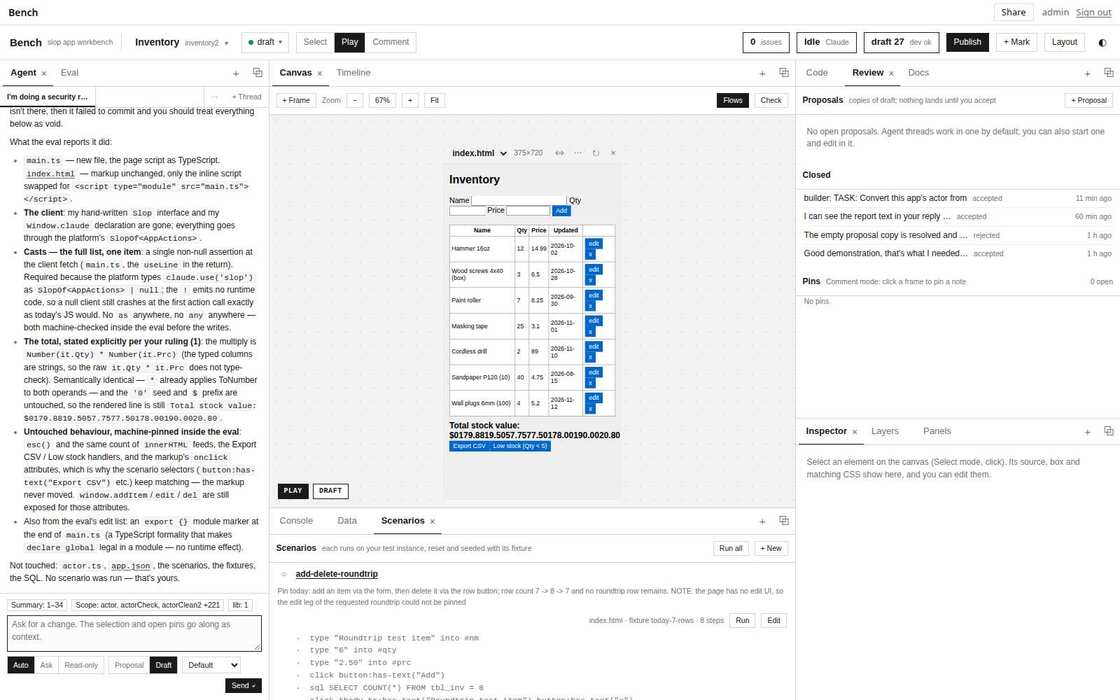 Bench
Share admin Sign out
Bench slop app workbench Inventory inventory2 ▾ draft ▾ Select Play Comment
0 issues Idle Claude draft 27 dev ok Publish + Mark Layout
Agent × Eval +
I'm doing a security r… ··· + Thread
isn't there, then it failed to commit and you should treat everything
below as void.
What the eval reports it did:
• main.ts — new file, the page script as TypeScript.
index.html — markup unchanged, only the inline script
swapped for <script type="module" src="main.ts">
</script> .
• The client: my hand-written Slop interface and my
Window.claude declaration are gone; everything goes
through the platform's SlopOf<AppActions> .
• Casts — the full list, one item: a single non-null assertion at
the client fetch ( main.ts , the useLine in the return).
Required because the platform types claude.use('slop')
as SlopOf<AppActions> | null ; the ! emits no runtime
code, so a null client still crashes at the first action call exactly
as today's JS would. No as anywhere, no any anywhere —
both machine-checked inside the eval before the writes.
• The total, stated explicitly per your ruling (1): the multiply is
Number(it.Qty) * Number(it.Prc) (the typed columns
are strings, so the raw it.Qty * it.Prc does not type-
check). Semantically identical — * already applies ToNumber
to both operands — and the '0' seed and $ prefix are
untouched, so the rendered line is still Total stock value:
$0179.8819.5057.7577.50178.00190.0020.80 .
• Untouched behaviour, machine-pinned inside the eval:
esc() and the same count of innerHTML feeds, the Export
CSV / Low stock handlers, and the markup's onclick
attributes, which is why the scenario selectors ( button:has-
text("Export CSV") etc.) keep matching — the markup
never moved. window.addItem / edit / del are still
exposed for those attributes.
• Also from the eval's edit list: an export {} module marker at
the end of main.ts (a TypeScript formality that makes
declare global legal in a module — no runtime effect).
Not touched: actor.ts , app.json , the scenarios, the fixtures,
the SQL. No scenario was run — that's yours.
Summary: 1–34 Scope: actor, actorCheck, actorClean2 +221 lib: 1
Ask for a change. The selection and open pins go along as
context.
Auto Ask Read-only Proposal Draft Default
Send
Canvas × Timeline +
+ Frame Zoom − 67% + Fit Flows Check
index.html 375×720 ⇔ ··· ↻ ×
Inventory
Name Qty
Price Add
Name Qty Price Updated
Hammer 16oz 12 14.99 2026-10-02 edit x
Wood screws 4x40 (box) 3 6.5 2026-10-28 edit x
Paint roller 7 8.25 2026-09-30 edit x
Masking tape 25 3.1 2026-11-01 edit x
Cordless drill 2 89 2026-11-10 edit x
Sandpaper P120 (10) 40 4.75 2026-08-15 edit x
Wall plugs 6mm (100) 4 5.2 2026-11-12 edit x
Total stock value:
$0179.8819.5057.7577.50178.00190.0020.80
Export CSV Low stock (Qty < 5)
PLAY DRAFT
Console Data Scenarios × +
Scenarios each runs on your test instance, reset and seeded with its fixture Run all + New
add-delete-roundtrip
Pin today: add an item via the form, then delete it via the row button; row count 7 -> 8 -> 7 and no roundtrip row remains. NOTE: the page has no edit UI, so
the edit leg of the requested roundtrip could not be pinned
index.html · fixture today-7-rows · 8 steps Run Edit
· type "Roundtrip test item" into #nm
· type "6" into #qty
· type "2.50" into #prc
· click button:has-text("Add")
· sql SELECT COUNT(*) FROM tbl_inv = 8
Code Review × Docs +
Proposals copies of draft; nothing lands until you accept + Proposal
No open proposals. Agent threads work in one by default; you can also start one
and edit in it.
Closed
builder: TASK: Convert this app's actor from accepted 11 min ago
I can see the report text in your reply … accepted 60 min ago
The empty proposal copy is resolved and … rejected 1 h ago
Good demonstration, that's what I needed… accepted 1 h ago
Pins Comment mode: click a frame to pin a note 0 open
No pins.
Inspector × Layers Panels +
Select an element on the canvas (Select mode, click). Its source, box and
matching CSS show here, and you can edit them.